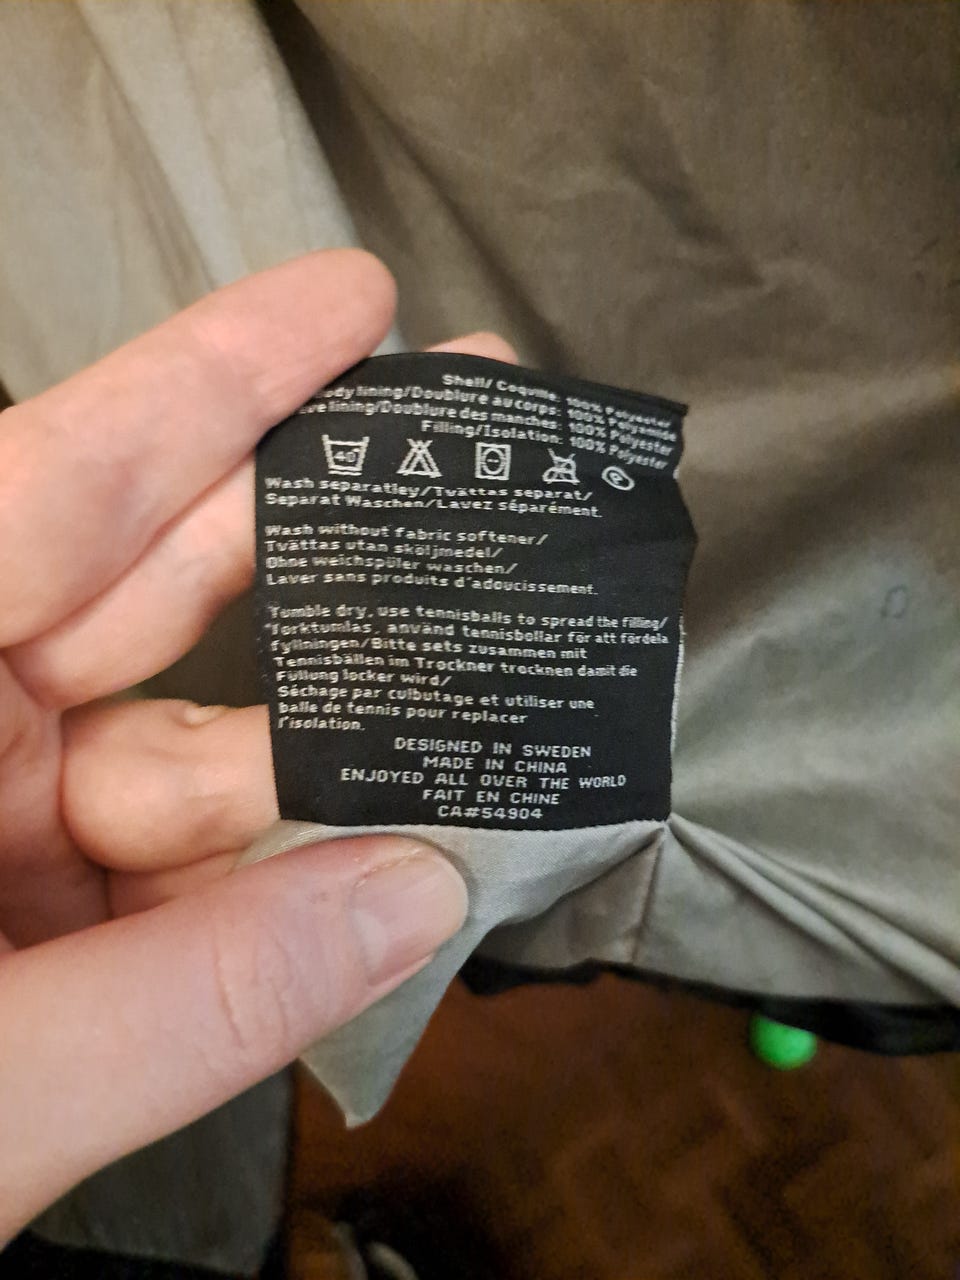 Shell/ Coquille: 100% Polyester
ody lining/Doublure au corps: 100% Polyamide
ve lining/Doublure des manches: 100% Polyester
Filling/Isolation: 100% Polyester
40 P
Wash separatley/Tvättas separat/
Separat Waschen/Lavez séparément.
Wash without fabric softener/
Tvättas utan sköljmedel/
Ohne weichspüler waschen/
Laver sans produits d'adoucissement.
Tumble dry, use tennisballs to spread the filling/
Torktumlas, använd tennisbollar för att fördela
fyllningen/Bitte sets zusammen mit
Tennisbällen im Trockner trocknen damit die
Füllung locker wird/
Séchage par culbutage et utiliser une
balle de tennis pour replacer
l'isolation.
DESIGNED IN SWEDEN
MADE IN CHINA
ENJOYED ALL OVER THE WORLD
FAIT EN CHINE
CA#54904